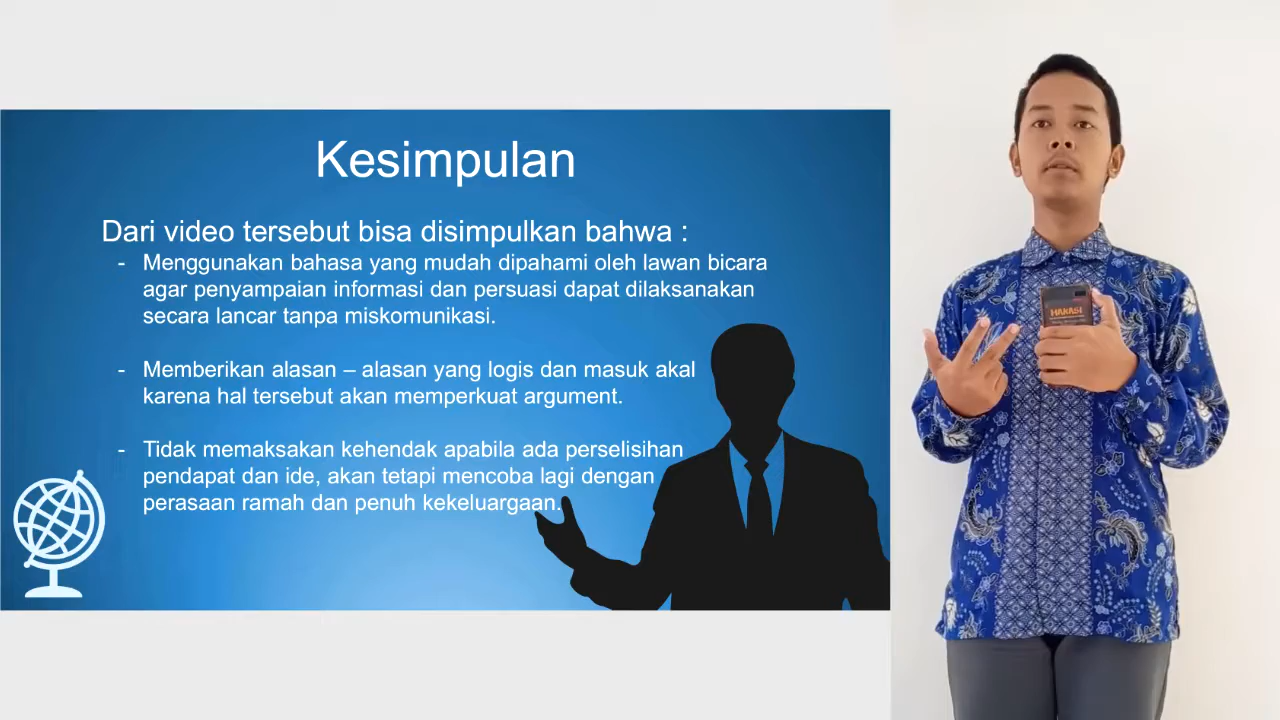 Kesimpulan
Dari video tersebut bisa disimpulkan bahwa :
- Menggunakan bahasa yang mudah dipahami oleh lawan bicara
agar penyampaian informasi dan persuasi dapat dilaksanakan
secara lancar tanpa miskomunikasi.
- Memberikan alasan – alasan yang logis dan masuk akal
karena hal tersebut akan memperkuat argument.
- Tidak memaksakan kehendak apabila ada perselisihan
pendapat dan ide, akan tetapi mencoba lagi dengan
perasaan ramah dan penuh kekeluargaan.
HAKASI